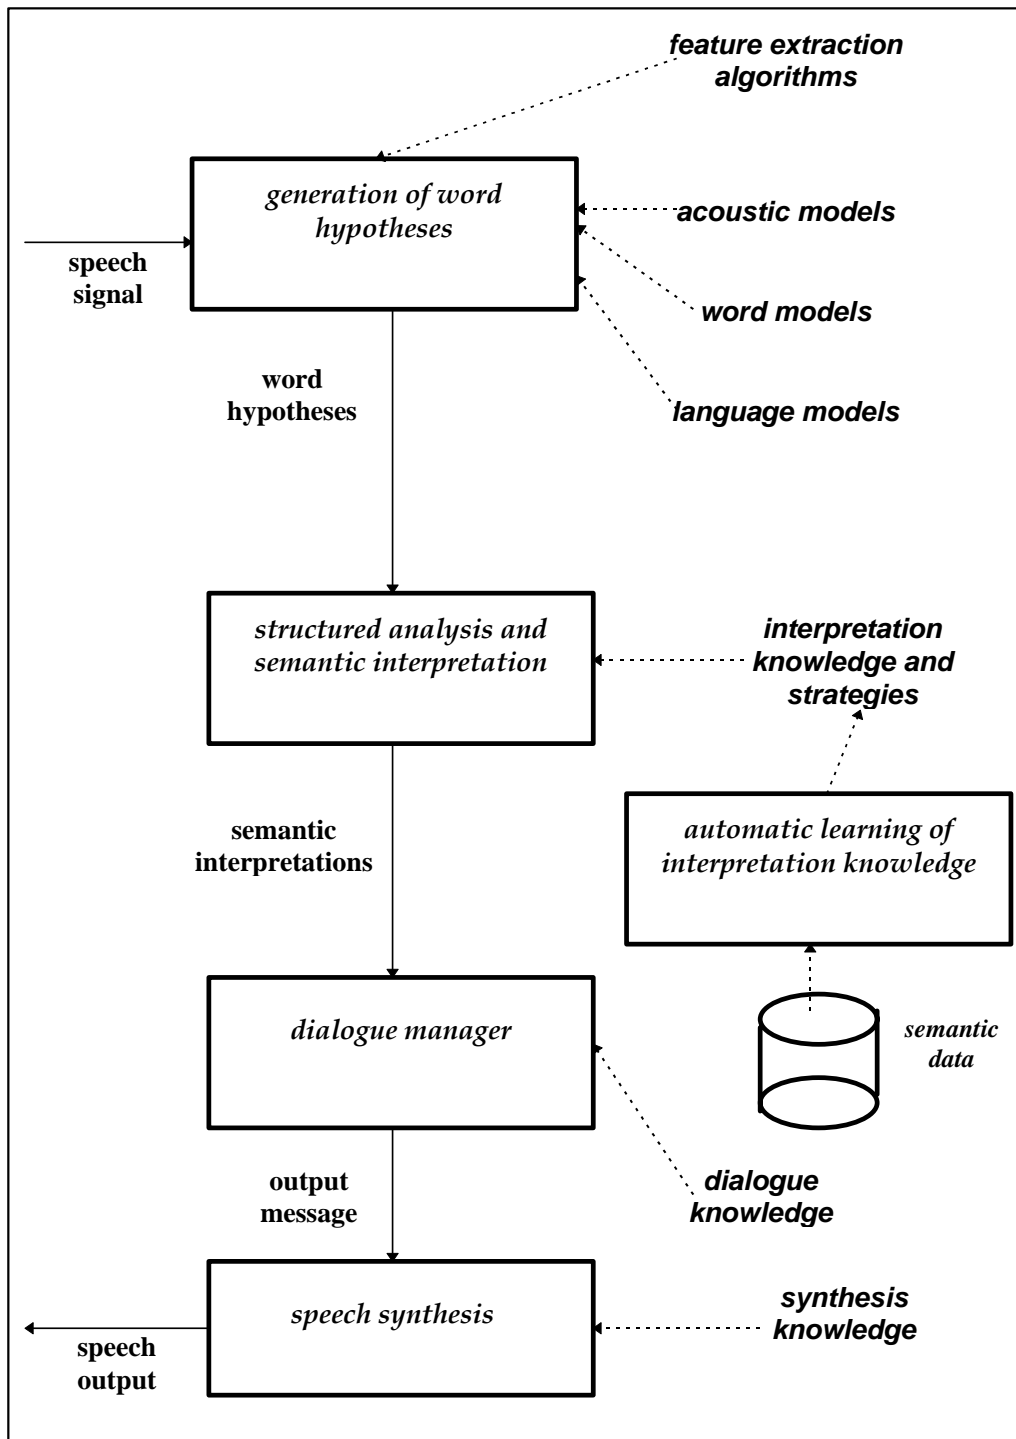 feature extraction
algorithms
generation of word
hypotheses
acoustic models
speech
signal
word models
word
hypotheses
language models
structured analysis and
semantic interpretation
interpretation
knowledge and
strategies
semantic
interpretations
automatic learning of
interpretation knowledge
dialogue manager
semantic
data
output
message
dialogue
knowledge
speech synthesis
synthesis
knowledge
speech
output